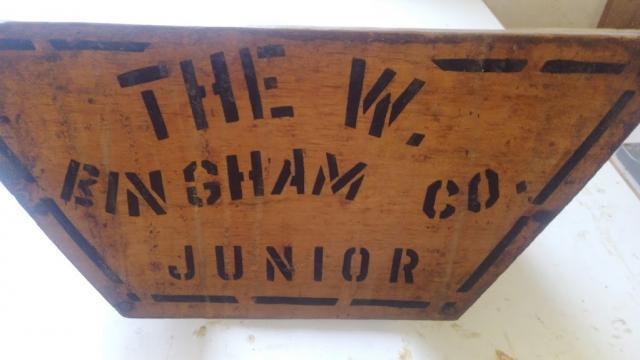 THE W.
BINGHAM CO.
JUNIOR